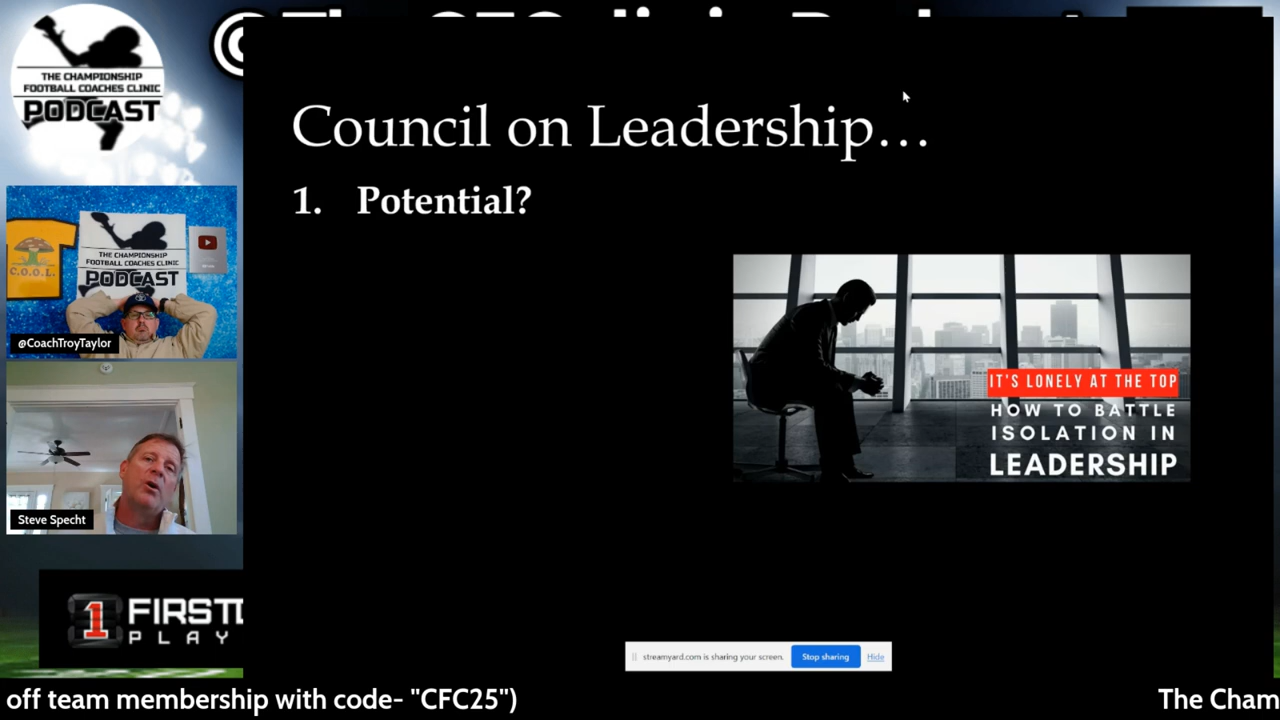 THE CHAMPIONSHIP
FOOTBALL COACHES CLINIC
PODCAST
Council on Leadership…
1. Potential?
IT'S LONELY AT THE TOP
HOW TO BATTLE
ISOLATION IN
LEADERSHIP
C.O.O.L.
THE CHAMPIONSHIP
FOOTBALL COACHES CLINIC
PODCAST
@CoachTroyTaylor
Steve Specht
1 FIRST
PLAY
streamyard.com is sharing your screen.
Stop sharing
Hide
off team membership with code- "CFC25")
The Cham